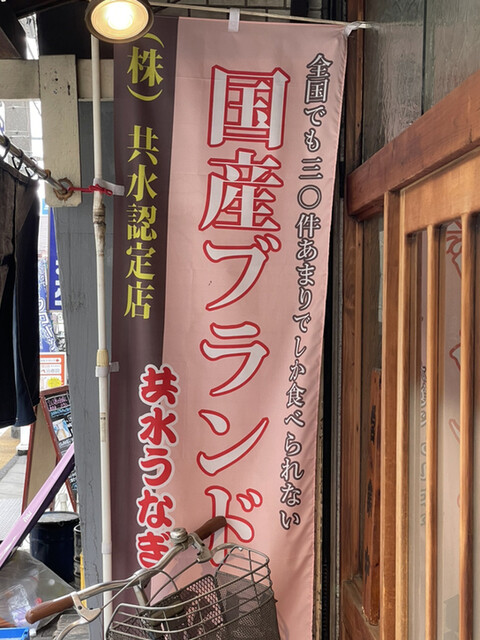 全国でも三〇件あまりでしか食べられない
国産ブランド
共水うなぎ
(株)共水認定店